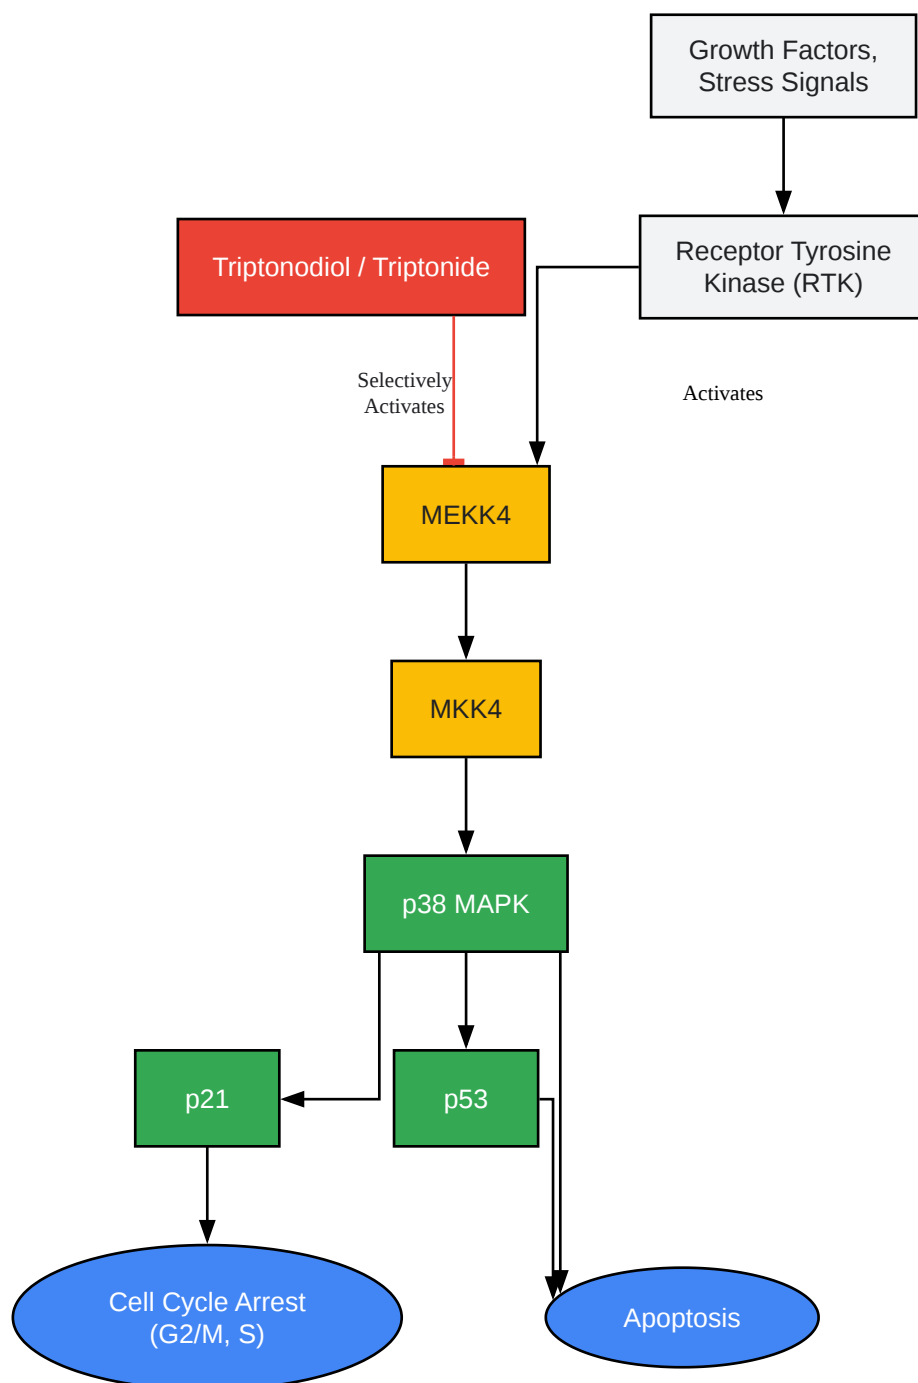 Growth Factors,
Stress Signals
Triptonodiol / Triptonide
Receptor Tyrosine
Kinase (RTK)
Selectively
Activates
Activates
MEKK4
MKK4
p38 MAPK
p21
p53
Cell Cycle Arrest
(G2/M, S)
Apoptosis